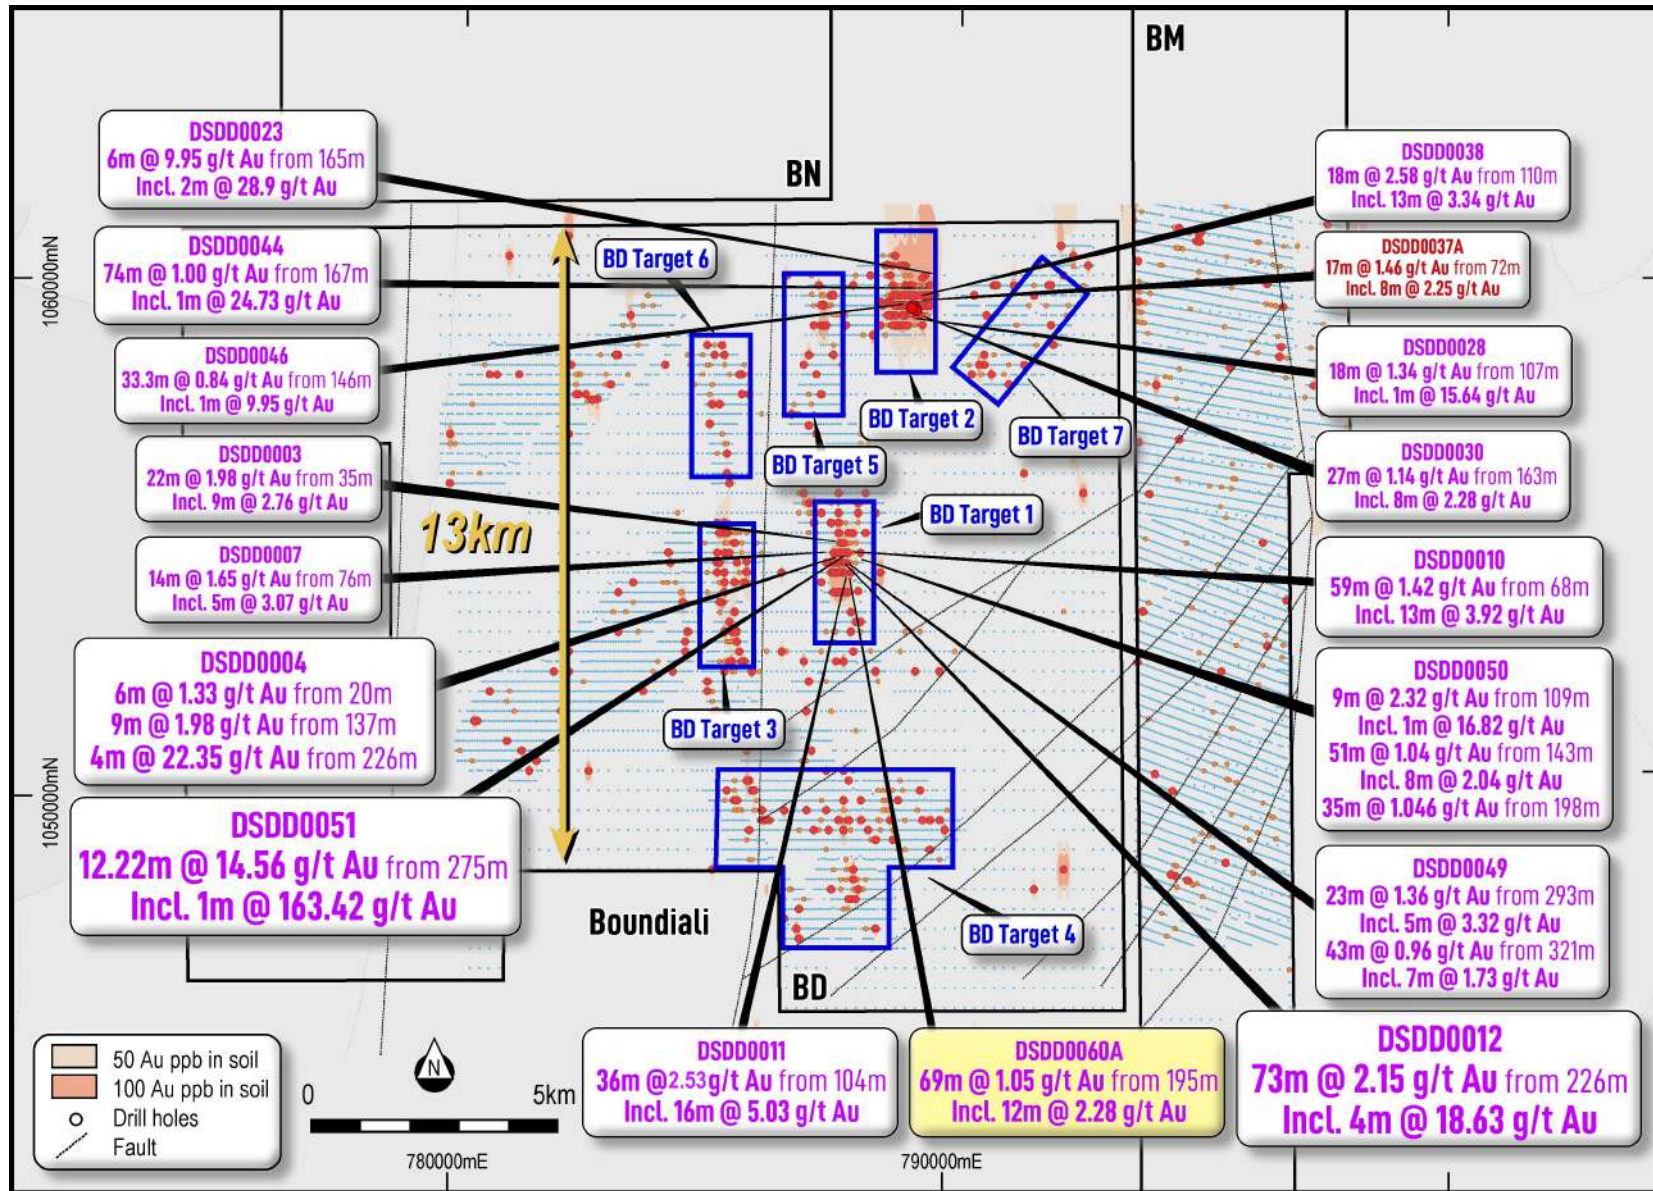 BM
BN
DSDD0023
6m @ 9.95 g/t Au from 165m
Incl. 2m @ 28.9 g/t Au
DSDD0044
74m @ 1.00 g/t Au from 167m
Incl. 1m @ 24.73 g/t Au
DSDD0046
33.3m @ 0.84 g/t Au from 146m
Incl. 1m @ 9.95 g/t Au
DSDD0003
22m @ 1.98 g/t Au from 35m
Incl. 9m @ 2.76 g/t Au
DSDD0007
14m @ 1.65 g/t Au from 76m
Incl. 5m @ 3.07 g/t Au
DSDD0004
6m @ 1.33 g/t Au from 20m
9m @ 1.98 g/t Au from 137m
4m @ 22.35 g/t Au from 226m
DSDD0051
12.22m @ 14.56 g/t Au from 275m
Incl. 1m @ 163.42 g/t Au
1060000mN
1050000mN
13km
BD Target 6
BD Target 2
BD Target 7
BD Target 5
BD Target 1
BD Target 3
BD Target 4
Boundiali
BD
DSDD0038
18m @ 2.58 g/t Au from 110m
Incl. 13m @ 3.34 g/t Au
DSDD0037A
17m @ 1.46 g/t Au from 72m
Incl. 8m @ 2.25 g/t Au
DSDD0028
18m @ 1.34 g/t Au from 107m
Incl. 1m @ 15.64 g/t Au
DSDD0030
27m @ 1.14 g/t Au from 163m
Incl. 8m @ 2.28 g/t Au
DSDD0010
59m @ 1.42 g/t Au from 68m
Incl. 13m @ 3.92 g/t Au
DSDD0050
9m @ 2.32 g/t Au from 109m
Incl. 1m @ 16.82 g/t Au
51m @ 1.04 g/t Au from 143m
Incl. 8m @ 2.04 g/t Au
35m @ 1.046 g/t Au from 198m
DSDD0049
23m @ 1.36 g/t Au from 293m
Incl. 5m @ 3.32 g/t Au
43m @ 0.96 g/t Au from 321m
Incl. 7m @ 1.73 g/t Au
DSDD0012
73m @ 2.15 g/t Au from 226m
Incl. 4m @ 18.63 g/t Au
DSDD0060A
69m @ 1.05 g/t Au from 195m
Incl. 12m @ 2.28 g/t Au
DSDD0011
36m @2.53g/t Au from 104m
Incl. 16m @ 5.03 g/t Au
50 Au ppb in soil
100 Au ppb in soil
Drill holes
Fault
N
0 5km
780000mE
790000mE